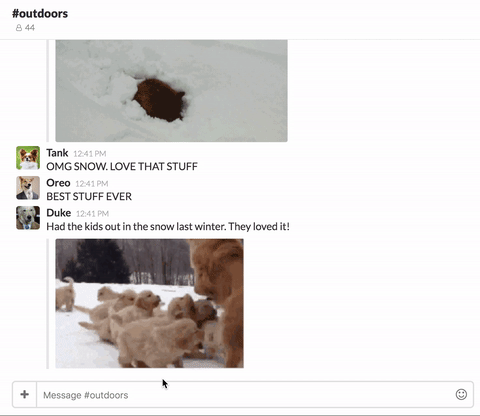 #outdoors
44
Tank 12:41 PM
OMG SNOW. LOVE THAT STUFF
Oreo 12:41 PM
BEST STUFF EVER
Duke 12:41 PM
Had the kids out in the snow last winter. They loved it!
Message #outdoors